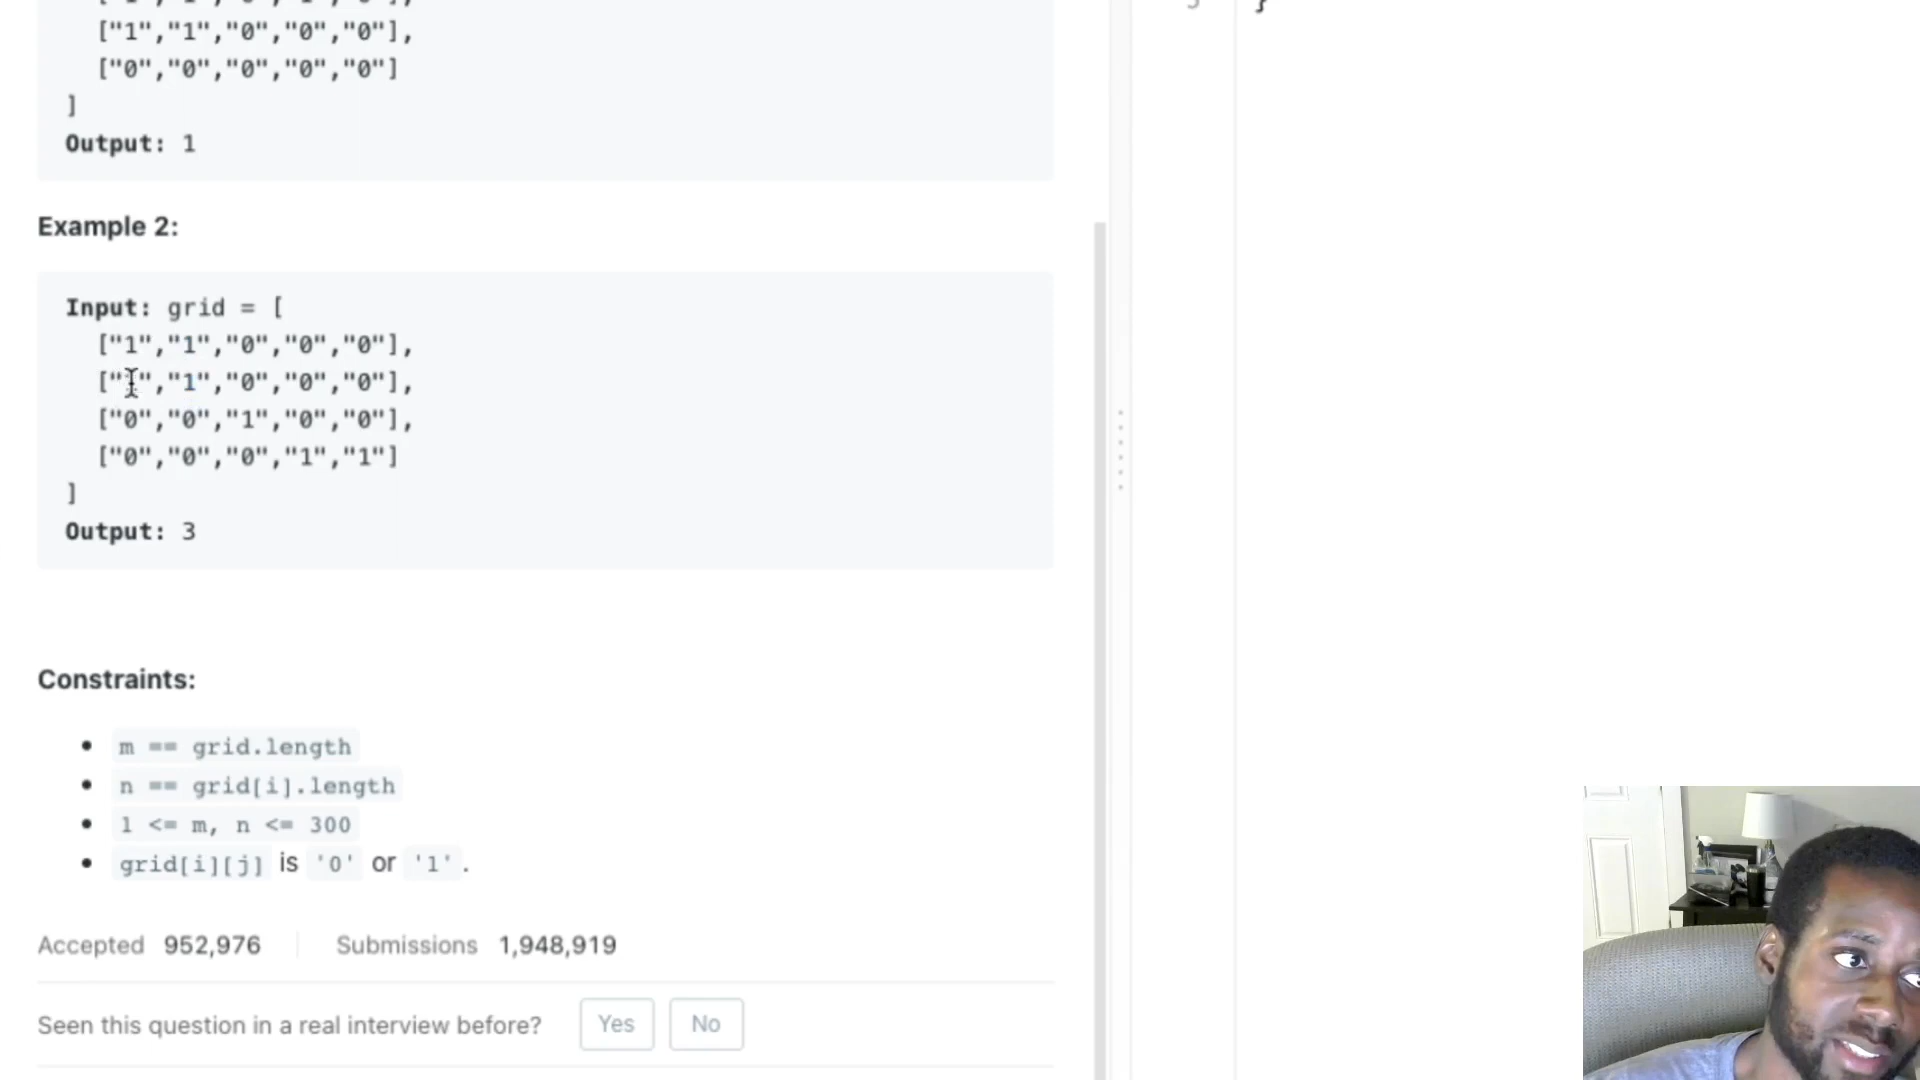 ["1","1","0","0","0"],
["0","0","0","0","0"]
]
Output: 1
Example 2:
Input: grid = [
["1","1","0","0","0"],
["1","1","0","0","0"],
["0","0","1","0","0"],
["0","0","0","1","1"]
]
Output: 3
Constraints:
m == grid.length
n == grid[i].length
1 <= m, n <= 300
grid[i][j] is '0' or '1'.
Accepted 952,976 Submissions 1,948,919
Seen this question in a real interview before? Yes No
5 }